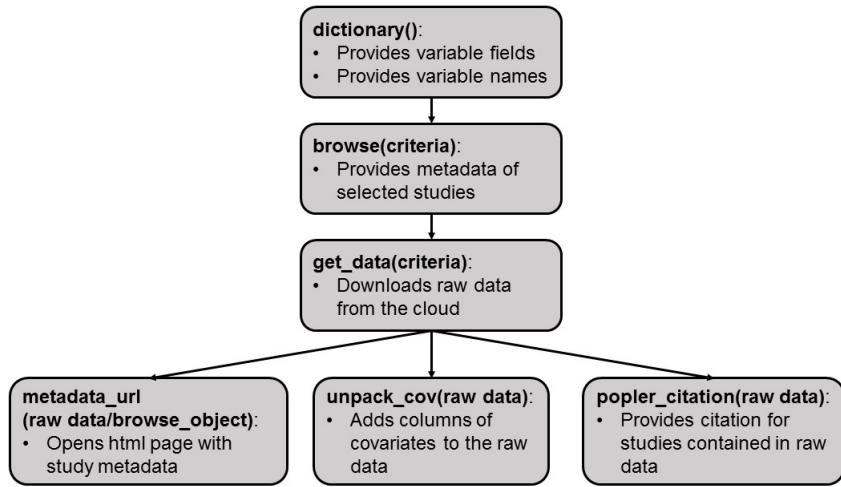 dictionary():
• Provides variable fields
• Provides variable names
browse(criteria):
• Provides metadata of
selected studies
get_data(criteria):
• Downloads raw data
from the cloud
metadata_url
(raw data/browse_object):
• Opens html page with
study metadata
unpack_cov(raw data):
• Adds columns of
covariates to the raw
data
popler_citation(raw data):
• Provides citation for
studies contained in raw
data